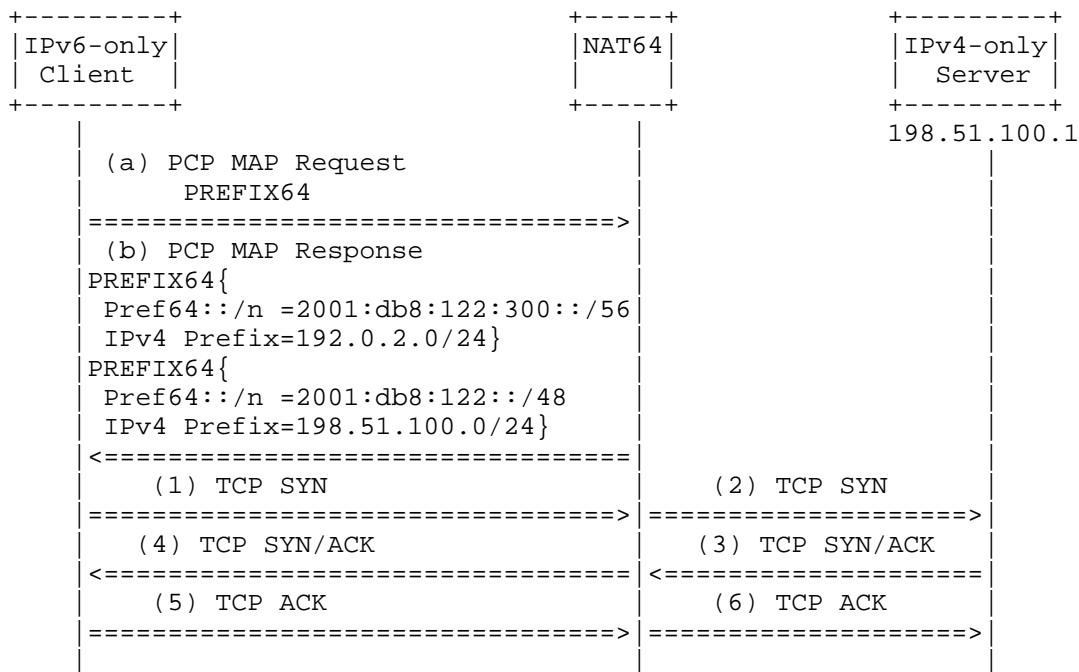 IPv6-only NAT64 IPv4-only
Client Server
198.51.100.1
(a) PCP MAP Request
PREFIX64
(b) PCP MAP Response
PREFIX64{
Pref64::/n =2001:db8:122:300::/56
IPv4 Prefix=192.0.2.0/24}
PREFIX64{
Pref64::/n =2001:db8:122::/48
IPv4 Prefix=198.51.100.0/24}
(1) TCP SYN (2) TCP SYN
(4) TCP SYN/ACK (3) TCP SYN/ACK
(5) TCP ACK (6) TCP ACK